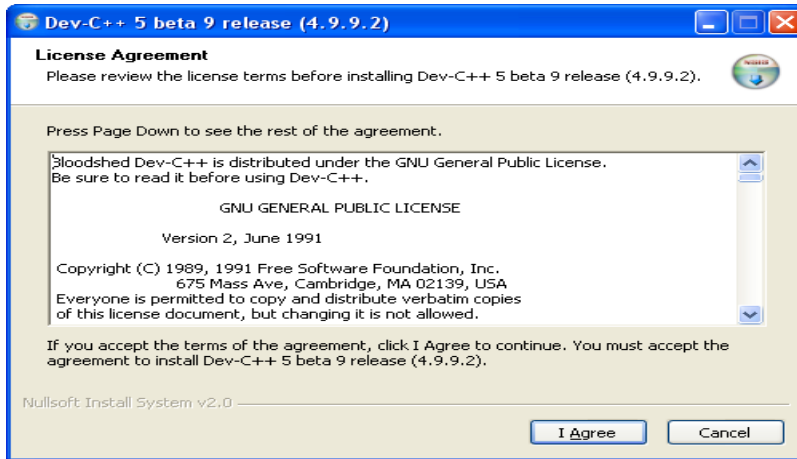 Dev-C++ 5 beta 9 release (4.9.9.2)
License Agreement
Please review the license terms before installing Dev-C++ 5 beta 9 release (4.9.9.2).
Press Page Down to see the rest of the agreement.
Bloodshed Dev-C++ is distributed under the GNU General Public License.
Be sure to read it before using Dev-C++.
GNU GENERAL PUBLIC LICENSE
Version 2, June 1991
Copyright (C) 1989, 1991 Free Software Foundation, Inc.
675 Mass Ave, Cambridge, MA 02139, USA
Everyone is permitted to copy and distribute verbatim copies
of this license document, but changing it is not allowed.
If you accept the terms of the agreement, click I Agree to continue. You must accept the
agreement to install Dev-C++ 5 beta 9 release (4.9.9.2).
Nullsoft Install System v2.0
I Agree
Cancel